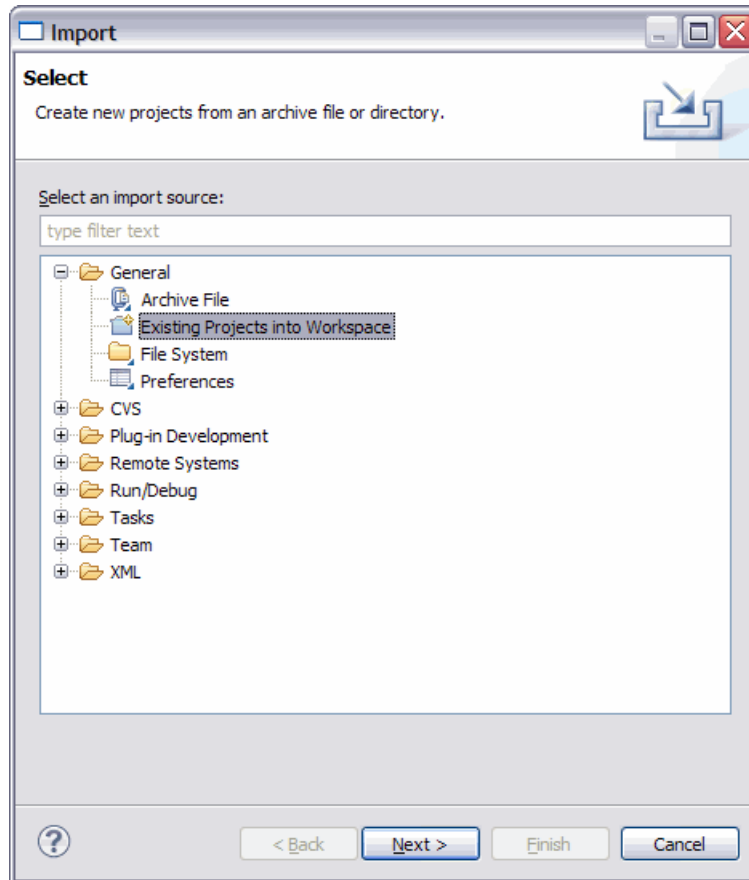 Import
Select
Create new projects from an archive file or directory.
Select an import source:
type filter text
General
Archive File
Existing Projects into Workspace
File System
Preferences
CVS
Plug-in Development
Remote Systems
Run/Debug
Tasks
Team
XML
? < Back Next > Finish Cancel